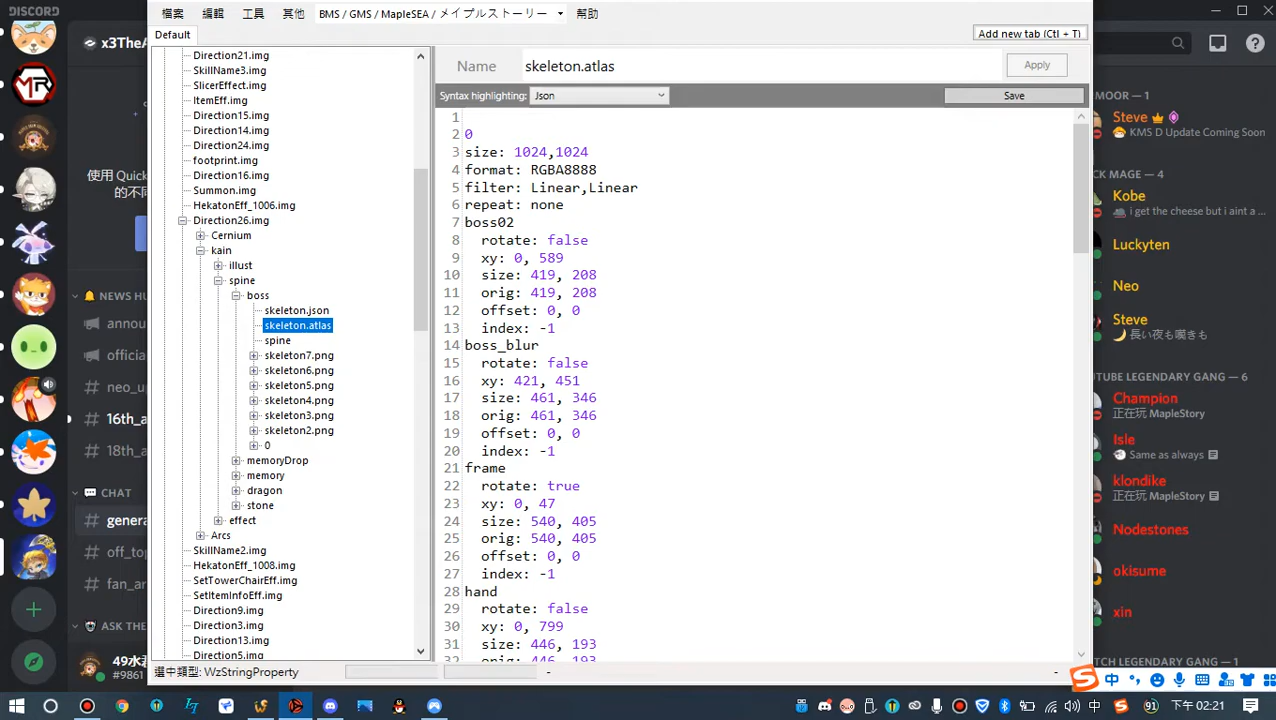 DISCORD
檔案 編輯 工具 其他 BMS / GMS / MapleSEA / メイプルストーリー 幫助
Default
Add new tab (Ctl + T)
x3TheA
使用 Quick
的不同
NEWS HU
annou
officia
neo_u
16th_a
18th_a
CHAT
genera
off_top
fan_ar
ASK THE
49水
#9861
Direction21.img
SkillName3.img
SlicerEffect.img
ItemEff.img
Direction15.img
Direction14.img
Direction24.img
footprint.img
Direction16.img
Summon.img
HekatonEff_1006.img
Direction26.img
Cernium
kain
illust
spine
boss
skeleton.json
skeleton.atlas
spine
skeleton7.png
skeleton6.png
skeleton5.png
skeleton4.png
skeleton3.png
skeleton2.png
0
memoryDrop
memory
dragon
stone
effect
Arcs
SkillName2.img
HekatonEff_1008.img
SetTowerChairEff.img
SetItemInfoEff.img
Direction9.img
Direction3.img
Direction13.img
Direction5.img
選中類型: WzStringProperty
Name skeleton.atlas Apply
Syntax highlighting: Json Save
1
2 0
3 size: 1024,1024
4 format: RGBA8888
5 filter: Linear,Linear
6 repeat: none
7 boss02
8 rotate: false
9 xy: 0, 589
10 size: 419, 208
11 orig: 419, 208
12 offset: 0, 0
13 index: -1
14 boss_blur
15 rotate: false
16 xy: 421, 451
17 size: 461, 346
18 orig: 461, 346
19 offset: 0, 0
20 index: -1
21 frame
22 rotate: true
23 xy: 0, 47
24 size: 540, 405
25 orig: 540, 405
26 offset: 0, 0
27 index: -1
28 hand
29 rotate: false
30 xy: 0, 799
31 size: 446, 193
32 orig: 446, 193
MOOR — 1
Steve
KMS D Update Coming Soon
CK MAGE — 4
Kobe
i get the cheese but i aint a ...
Luckyten
Neo
Steve
長い夜も嘆きも
UTUBE LEGENDARY GANG — 6
Champion
正在玩 MapleStory
Isle
Same as always
klondike
正在玩 MapleStory
Nodestones
okisume
xin
TCH LEGENDARY GANG — 1
中
中 下午 02:21